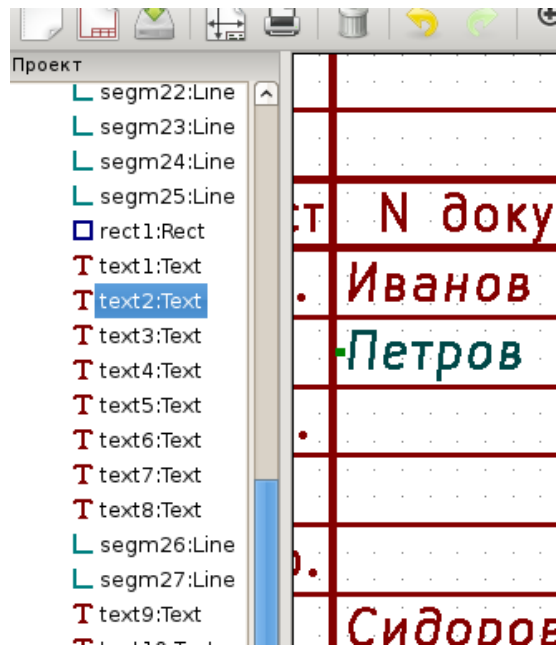 Проект
segm22:Line
segm23:Line
segm24:Line
segm25:Line
rect1:Rect
text1:Text
text2:Text
text3:Text
text4:Text
text5:Text
text6:Text
text7:Text
text8:Text
segm26:Line
segm27:Line
text9:Text
ст N доку
. Иванов
Петров
.
.
Сидоров